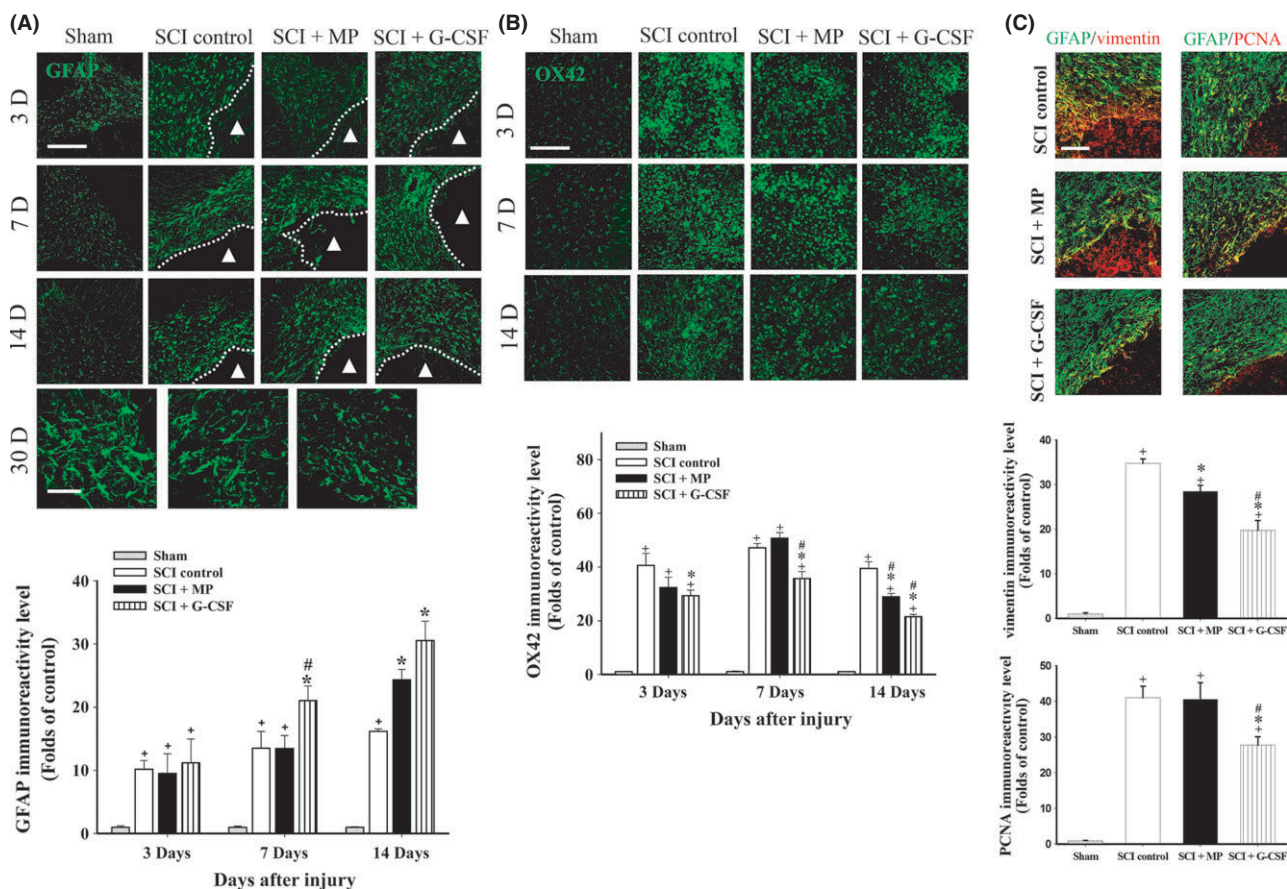 (A)
Sham SCI control SCI + MP SCI + G-CSF
GFAP
3 D
7 D
14 D
30 D
GFAP immunoreactivity level
(Folds of control)
Sham
SCI control
SCI + MP
SCI + G-CSF
40
30
20
10
0
+ + +
+ + # *
+ * *
3 Days 7 Days 14 Days
Days after injury
(B)
Sham SCI control SCI + MP SCI + G-CSF
OX42
3 D
7 D
14 D
OX42 immunoreactivity level
(Folds of control)
Sham
SCI control
SCI + MP
SCI + G-CSF
80
60
40
20
0
+ + * +
+ + # * +
+ # * + # * +
3 Days 7 Days 14 Days
Days after injury
(C)
GFAP/vimentin GFAP/PCNA
SCI control
SCI + MP
SCI + G-CSF
vimentin immunoreactivity level
(Folds of control)
40
30
20
10
0
+ * + # * +
Sham SCI control SCI + MP SCI + G-CSF
PCNA immunoreactivity level
(Folds of control)
50
40
30
20
10
0
+ + # * +
Sham SCI control SCI + MP SCI + G-CSF